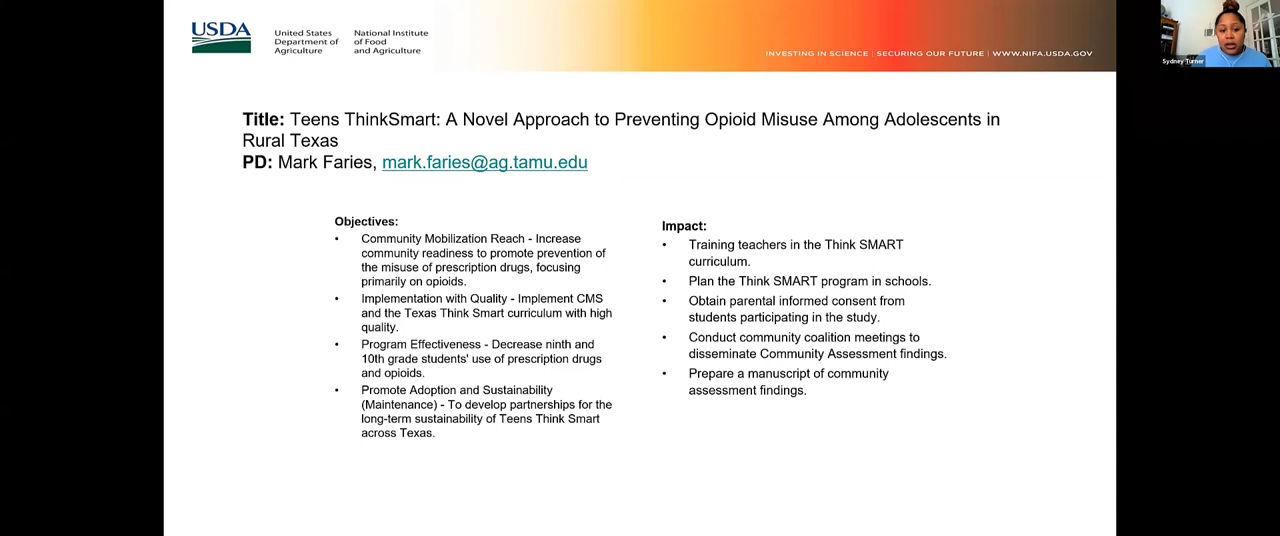 USDA
United States
Department of
Agriculture
National Institute
of Food
and Agriculture
INVESTING IN SCIENCE | SECURING OUR FUTURE | WWW.NIFA.USDA.GOV
Sydney Turner
Title: Teens ThinkSmart: A Novel Approach to Preventing Opioid Misuse Among Adolescents in
Rural Texas
PD: Mark Faries, mark.faries@ag.tamu.edu
Objectives:
• Community Mobilization Reach - Increase
community readiness to promote prevention of
the misuse of prescription drugs, focusing
primarily on opioids.
• Implementation with Quality - Implement CMS
and the Texas Think Smart curriculum with high
quality.
• Program Effectiveness - Decrease ninth and
10th grade students' use of prescription drugs
and opioids.
• Promote Adoption and Sustainability
(Maintenance) - To develop partnerships for the
long-term sustainability of Teens Think Smart
across Texas.
Impact:
• Training teachers in the Think SMART
curriculum.
• Plan the Think SMART program in schools.
• Obtain parental informed consent from
students participating in the study.
• Conduct community coalition meetings to
disseminate Community Assessment findings.
• Prepare a manuscript of community
assessment findings.